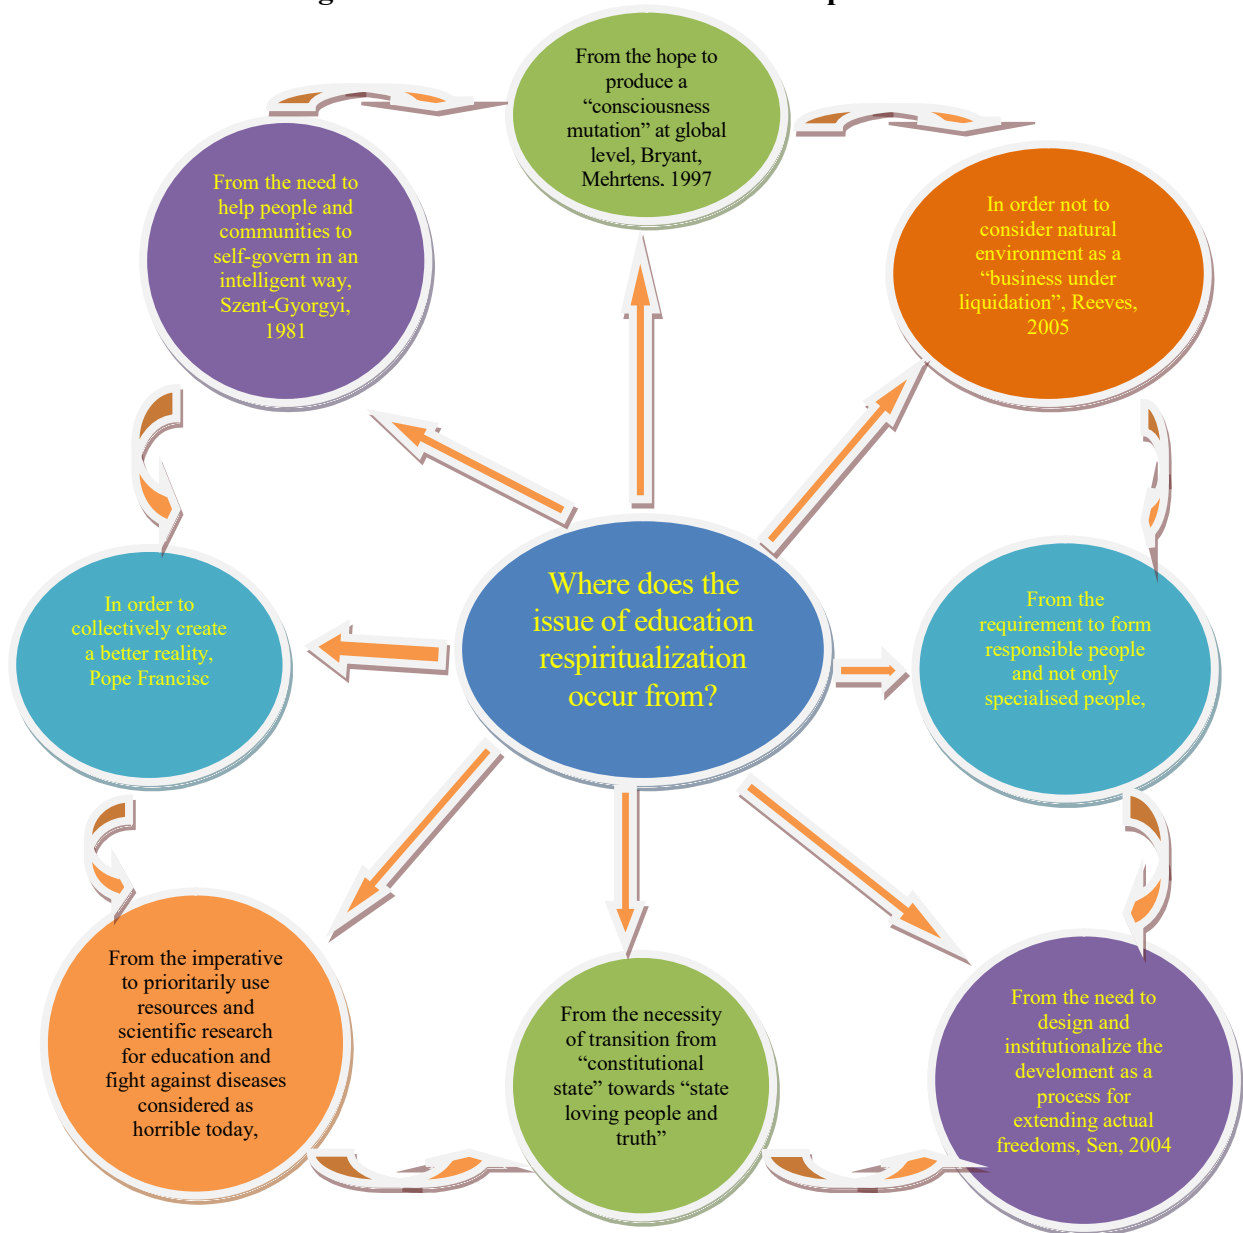 From the hope to
produce a
“consciousness
mutation” at global
level, Bryant,
Mehrtens, 1997
From the need to
help people and
communities to
self-govern in an
intelligent way,
Szent-Gyorgyi,
1981
In order not to
consider natural
environment as a
“business under
liquidation”, Reeves,
2005
Where does the
issue of education
respiritualization
occur from?
In order to
collectively create
a better reality,
Pope Francisc
From the
requirement to form
responsible people
and not only
specialised people,
From the imperative
to prioritarily use
resources and
scientific research
for education and
fight against diseases
considered as
horrible today,
From the necessity
of transition from
“constitutional
state” towards “state
loving people and
truth”
From the need to
design and
institutionalize the
develoment as a
process for
extending actual
freedoms, Sen, 2004